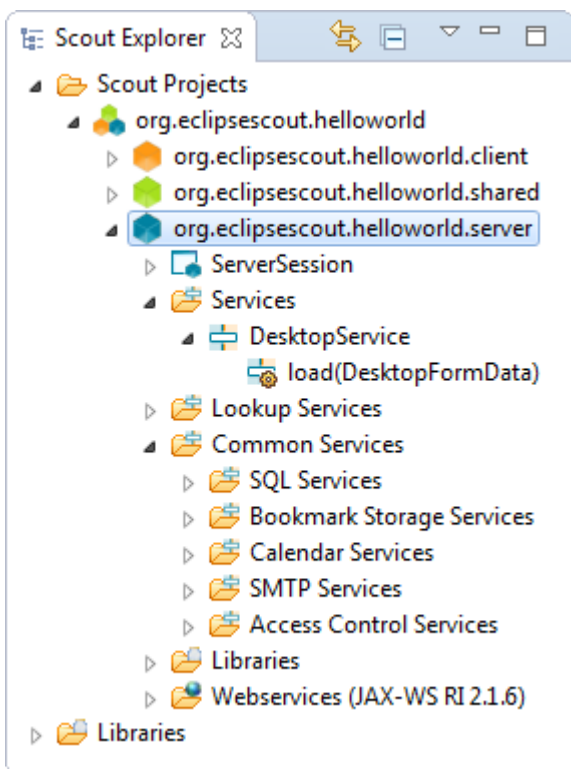 Scout Explorer
Scout Projects
org.eclipsescout.helloworld
org.eclipsescout.helloworld.client
org.eclipsescout.helloworld.shared
org.eclipsescout.helloworld.server
ServerSession
Services
DesktopService
load(DesktopFormData)
Lookup Services
Common Services
SQL Services
Bookmark Storage Services
Calendar Services
SMTP Services
Access Control Services
Libraries
Webservices (JAX-WS RI 2.1.6)
Libraries